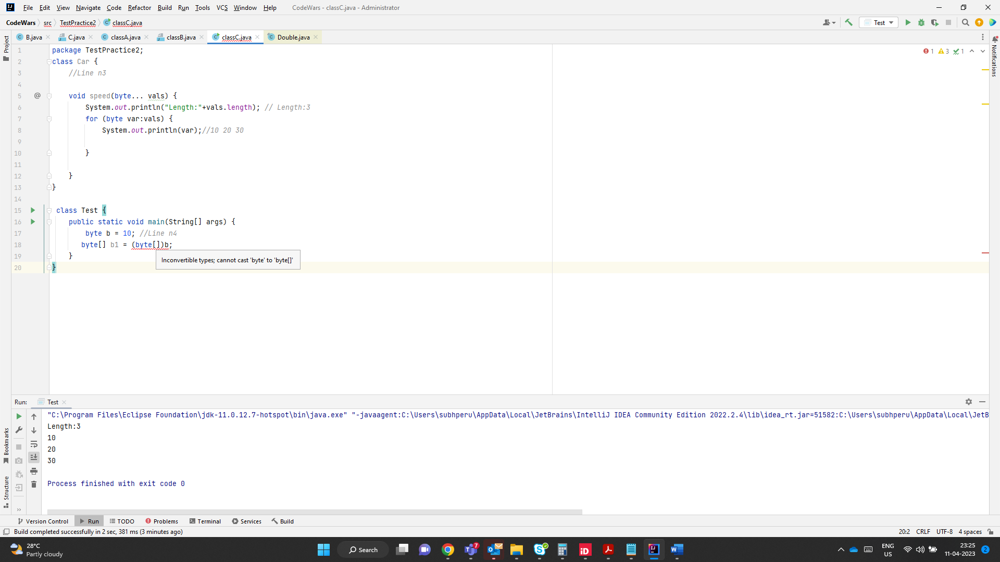 File Edit View Navigate Code Refactor Build Run Tools VCS Window Help CodeWars - classC.java - Administrator
CodeWars src TestPractice2 classC.java Test
B.java C.java classA.java classB.java classC.java Double.java
Project
Notifications
1 package TestPractice2; 1 3 1
2 class Car {
3 //Line n3
4
5 @ void speed(byte... vals) {
6 System.out.println("Length:"+vals.length); // Length:3
7 for (byte var:vals) {
8 System.out.println(var);//10 20 30
9
10 }
11
12 }
13 }
14
15 class Test {
16 public static void main(String[] args) {
17 byte b = 10; //Line n4
18 byte[] b1 = (byte[])b;
19 }
Inconvertible types; cannot cast 'byte' to 'byte[]'
20 }
Run: Test
"C:\Program Files\Eclipse Foundation\jdk-11.0.12.7-hotspot\bin\java.exe" "-javaagent:C:\Users\subhperu\AppData\Local\JetBrains\IntelliJ IDEA Community Edition 2022.2.4\lib\idea_rt.jar=51582:C:\Users\subhperu\AppData\Local\JetB
Length:3
10
20
30
Process finished with exit code 0
Bookmarks
Structure
Version Control Run TODO Problems Terminal Services Build
Build completed successfully in 2 sec, 381 ms (3 minutes ago) 20:2 CRLF UTF-8 4 spaces
28°C
Partly cloudy
Search
7
ENG
US
23:25
11-04-2023
2